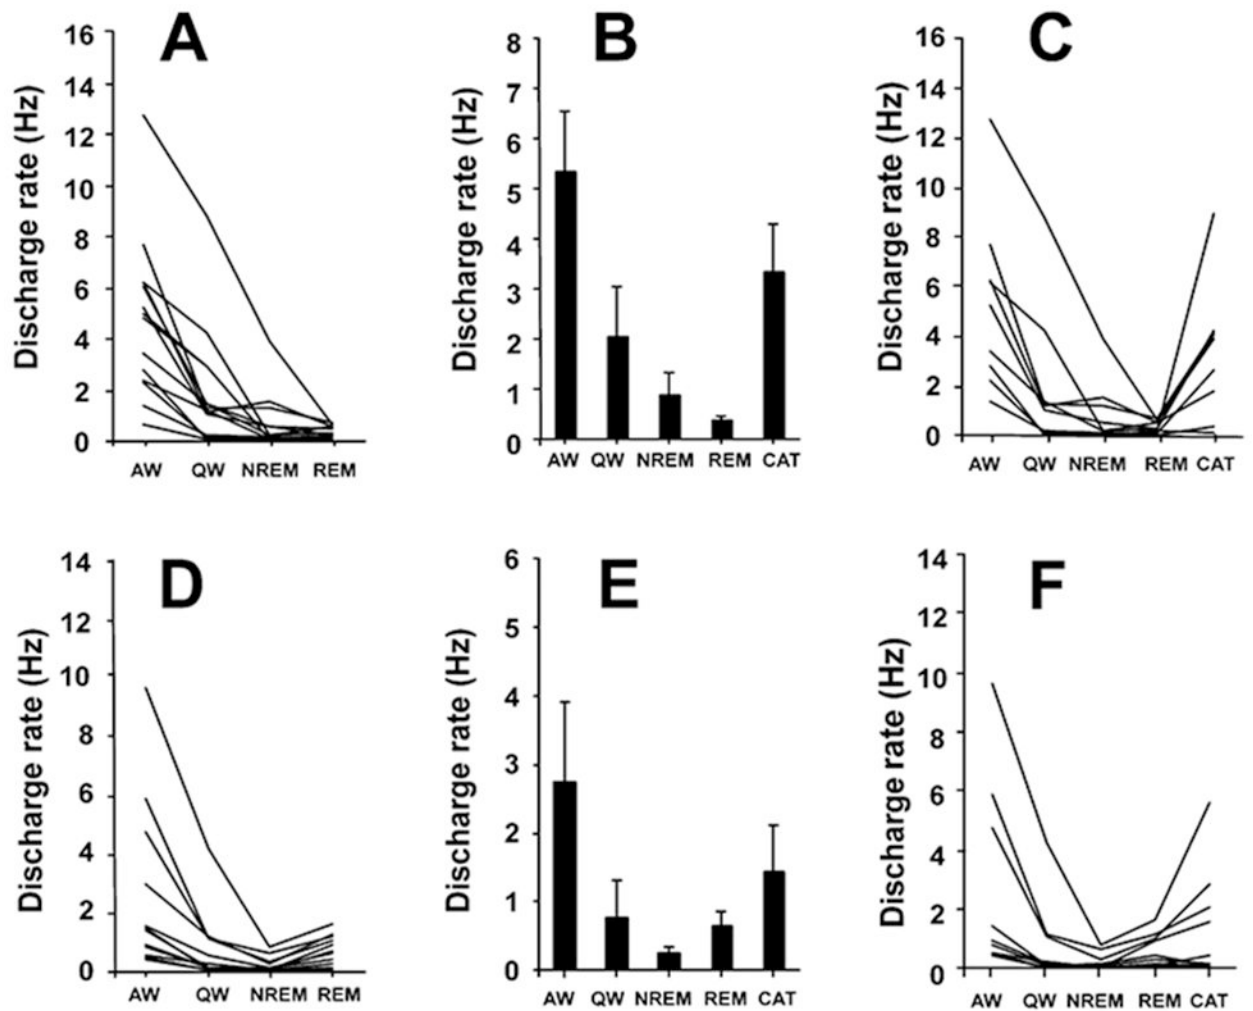 A
Discharge rate (Hz)
16
14
12
10
8
6
4
2
0
AW QW NREM REM
B
Discharge rate (Hz)
8
7
6
5
4
3
2
1
0
AW QW NREM REM CAT
C
Discharge rate (Hz)
16
14
12
10
8
6
4
2
0
AW QW NREM REM CAT
D
Discharge rate (Hz)
14
12
10
8
6
4
2
0
AW QW NREM REM
E
Discharge rate (Hz)
6
5
4
3
2
1
0
AW QW NREM REM CAT
F
Discharge rate (Hz)
14
12
10
8
6
4
2
0
AW QW NREM REM CAT